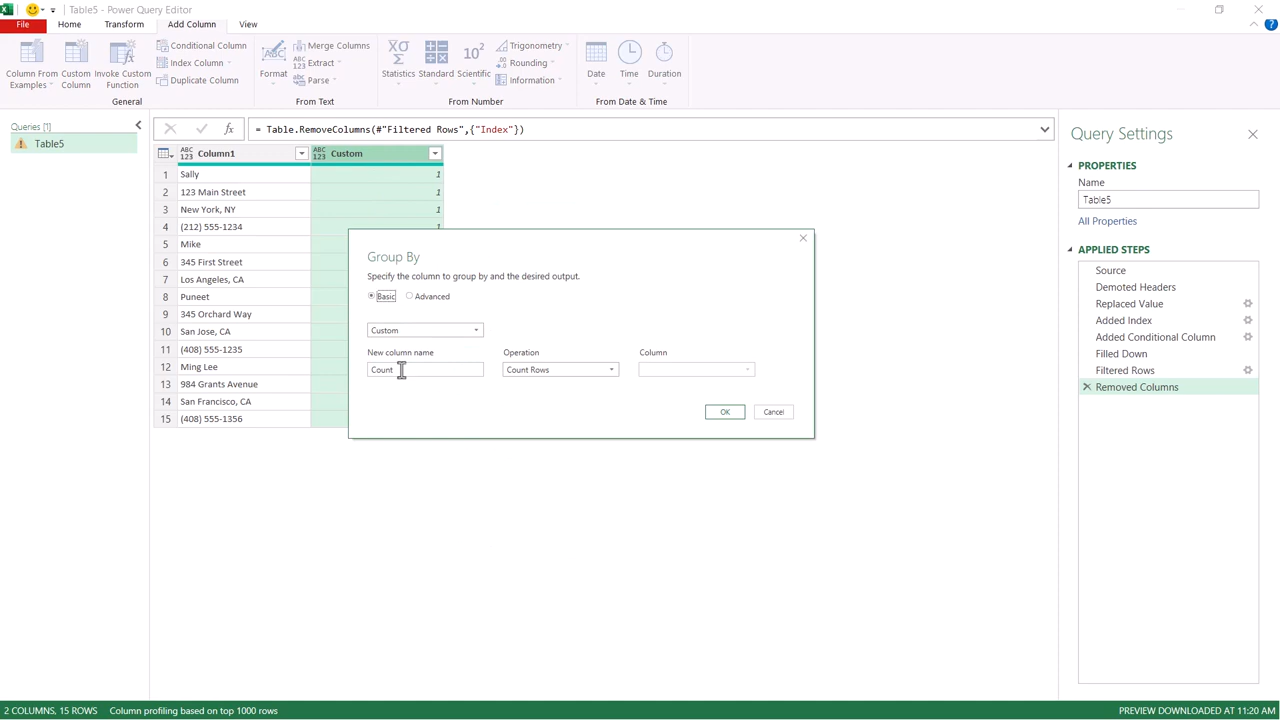 Table5 - Power Query Editor
File Home Transform Add Column View
Column From Examples
Custom Column
Invoke Custom Function
Conditional Column
Index Column
Duplicate Column
General
Format
Merge Columns
Extract
Parse
From Text
Statistics
Standard
Scientific
Trigonometry
Rounding
Information
From Number
Date
Time
Duration
From Date & Time
Queries [1]
Table5
= Table.RemoveColumns(#"Filtered Rows",{"Index"})
ABC 123 Column1 ABC 123 Custom
1 Sally 1
2 123 Main Street 1
3 New York, NY 1
4 (212) 555-1234 1
5 Mike
6 345 First Street
7 Los Angeles, CA
8 Puneet
9 345 Orchard Way
10 San Jose, CA
11 (408) 555-1235
12 Ming Lee
13 984 Grants Avenue
14 San Francisco, CA
15 (408) 555-1356
Group By
Specify the column to group by and the desired output.
Basic Advanced
Custom
New column name Operation Column
Count Count Rows
OK Cancel
Query Settings
PROPERTIES
Name
Table5
All Properties
APPLIED STEPS
Source
Demoted Headers
Replaced Value
Added Index
Added Conditional Column
Filled Down
Filtered Rows
Removed Columns
2 COLUMNS, 15 ROWS Column profiling based on top 1000 rows PREVIEW DOWNLOADED AT 11:20 AM